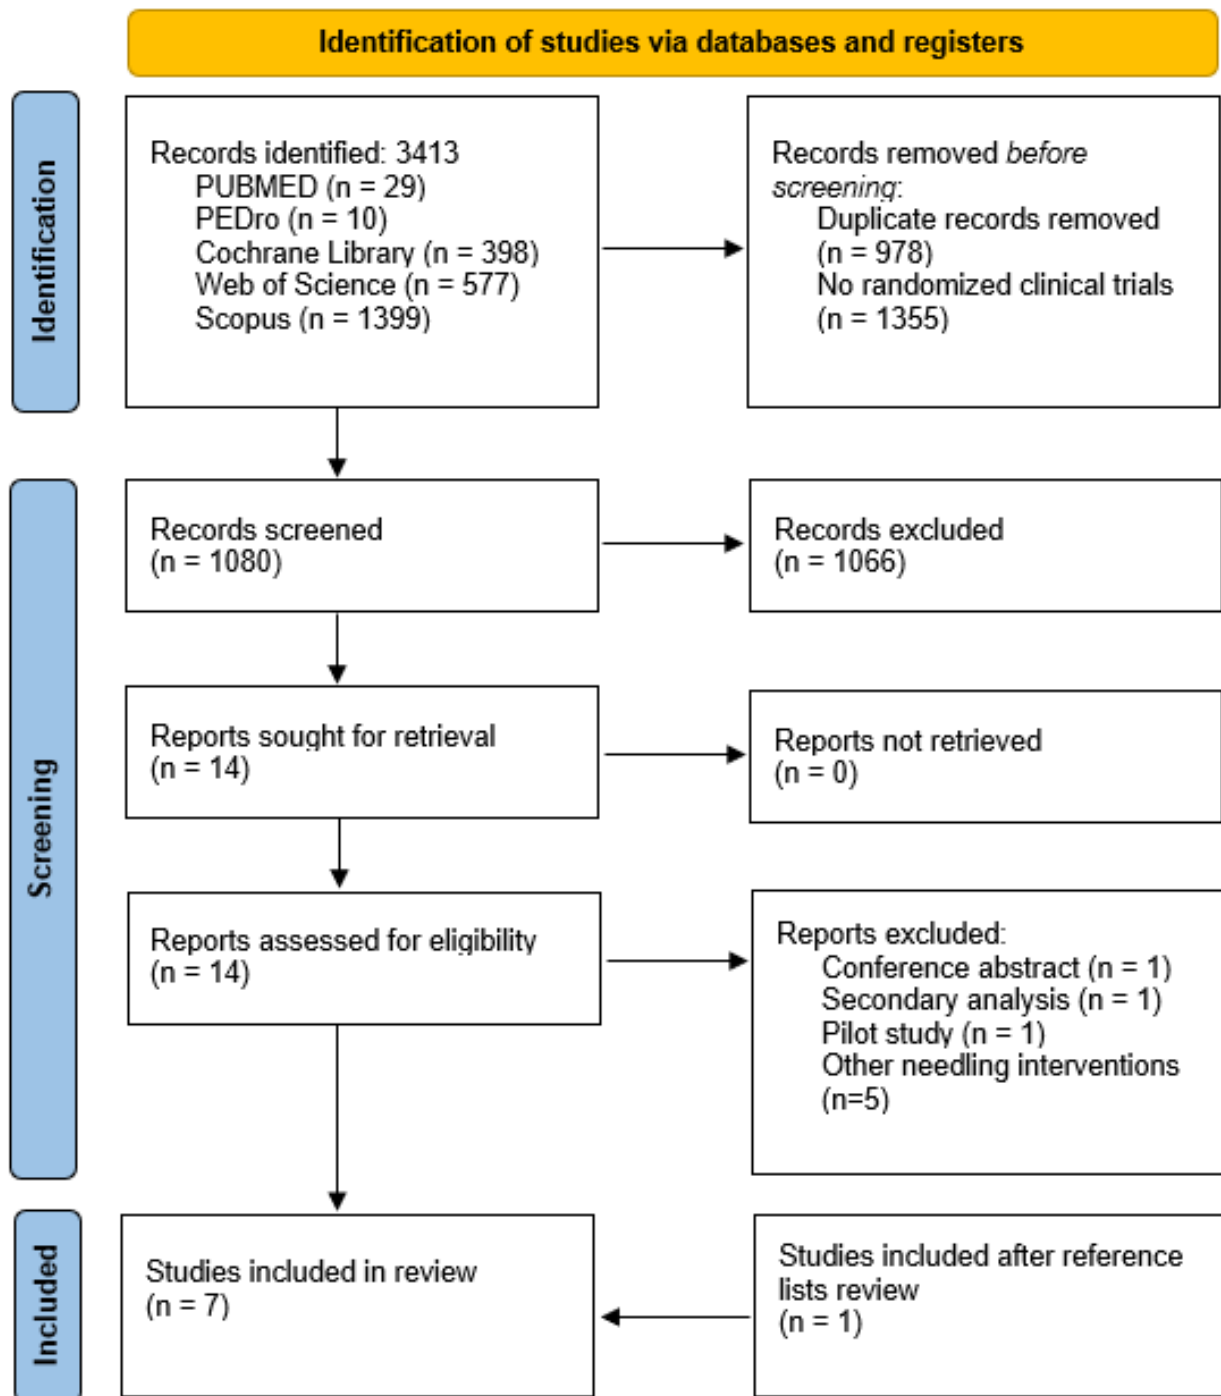 Identification of studies via databases and registers
Identification
Records identified: 3413
PUBMED (n = 29)
PEDro (n = 10)
Cochrane Library (n = 398)
Web of Science (n = 577)
Scopus (n = 1399)
Records removed before
screening:
Duplicate records removed
(n = 978)
No randomized clinical trials
(n = 1355)
Screening
Records screened
(n = 1080)
Records excluded
(n = 1066)
Reports sought for retrieval
(n = 14)
Reports not retrieved
(n = 0)
Reports assessed for eligibility
(n = 14)
Reports excluded:
Conference abstract (n = 1)
Secondary analysis (n = 1)
Pilot study (n = 1)
Other needling interventions
(n=5)
Included
Studies included in review
(n = 7)
Studies included after reference
lists review
(n = 1)